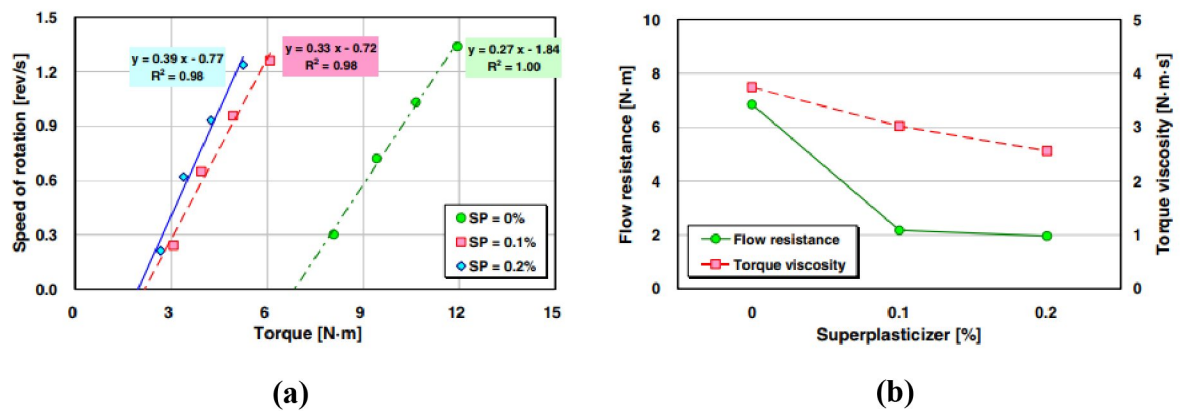 1.5
1.2
0.9
0.6
0.3
0.0
Speed of rotation [rev/s]
y = 0.39 x - 0.77
R² = 0.98
y = 0.33 x - 0.72
R² = 0.98
y = 0.27 x - 1.84
R² = 1.00
SP = 0%
SP = 0.1%
SP = 0.2%
0 3 6 9 12 15
Torque [N·m]
(a)
10
8
6
4
2
0
Flow resistance [N·m]
Flow resistance
Torque viscosity
5
4
3
2
1
0
Torque viscosity [N·m·s]
0 0.1 0.2
Superplasticizer [%]
(b)